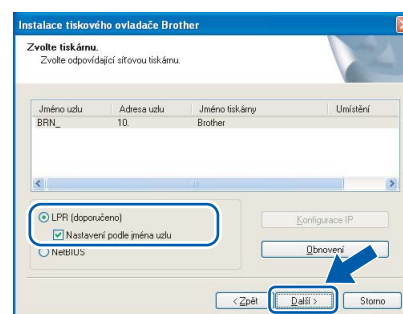 Instalace tiskového ovladače Brother
Zvolte tiskárnu.
Zvolte odpovídající síťovou tiskárnu.
Jméno uzlu Adresa uzlu Jméno tiskárny Umístění
BRN_ 10. Brother
LPR (doporučeno)
Nastavení podle jména uzlu
NetBIOS
Konfigurace IP
Obnovení
< Zpět Další > Storno